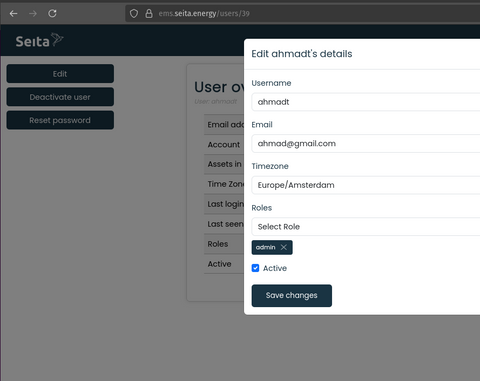 ems.seita.energy/users/39
Seita
Edit
Deactivate user
Reset password
User ov
User: ahmadt
Email add
Account
Assets in
Time Zon
Last login
Last seen
Roles
Active
Edit ahmadt's details
Username
ahmadt
Email
ahmad@gmail.com
Timezone
Europe/Amsterdam
Roles
Select Role
admin
Active
Save changes